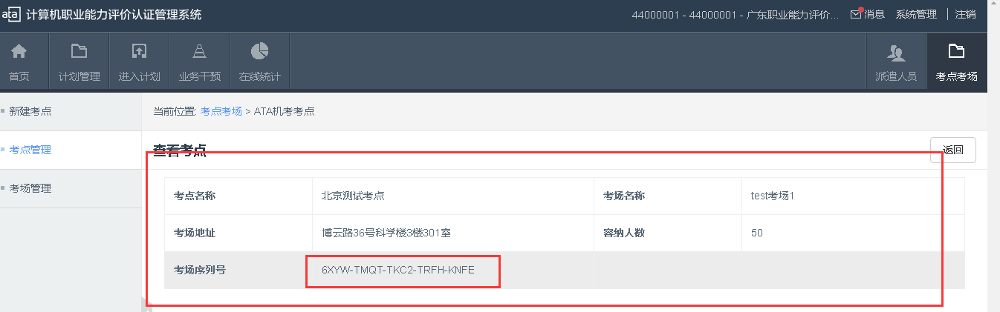 ata 计算机职业能力评价认证管理系统 44000001 - 44000001 - 广东职业能力评价... 消息 系统管理 注销
首页 计划管理 进入计划 业务干预 在线统计 派遣人员 考点考场
新建考点
考点管理
考场管理
当前位置: 考点考场 > ATA机考考点
查看考点 返回
考点名称 北京测试考点 考场名称 test考场1
考场地址 博云路36号科学楼3楼301室 容纳人数 50
考场序列号 6XYW-TMQT-TKC2-TRFH-KNFE